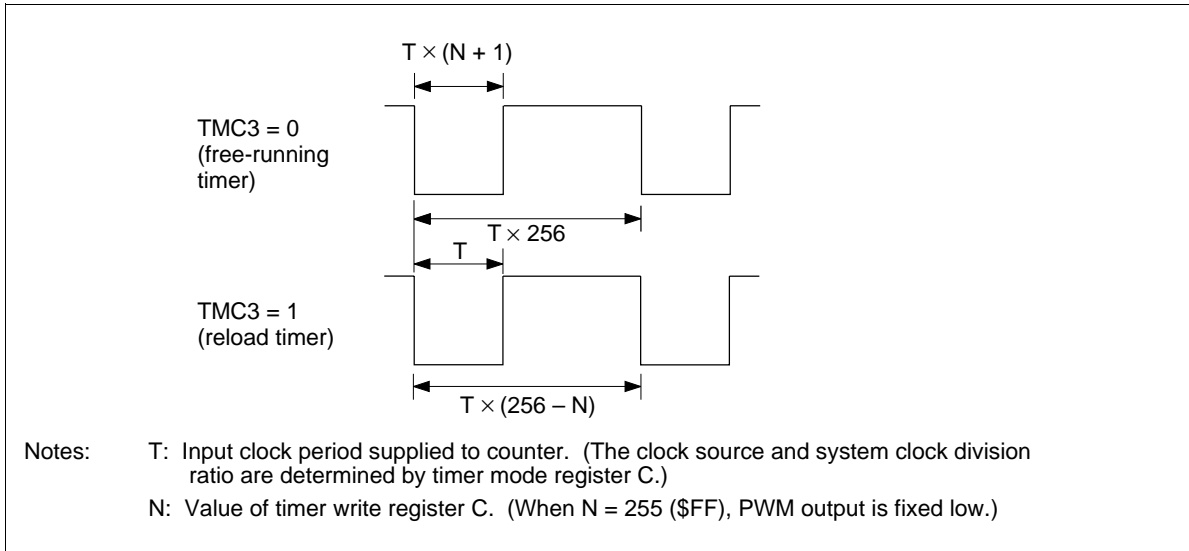 T × (N + 1)
TMC3 = 0
(free-running
timer)
T × 256
T
TMC3 = 1
(reload timer)
T × (256 – N)
Notes: T: Input clock period supplied to counter. (The clock source and system clock division
ratio are determined by timer mode register C.)
N: Value of timer write register C. (When N = 255 ($FF), PWM output is fixed low.)